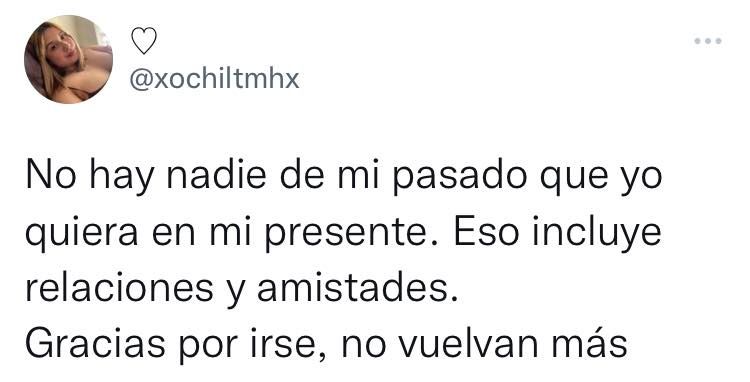 ♡
@xochiltmhx
No hay nadie de mi pasado que yo
quiera en mi presente. Eso incluye
relaciones y amistades.
Gracias por irse, no vuelvan más